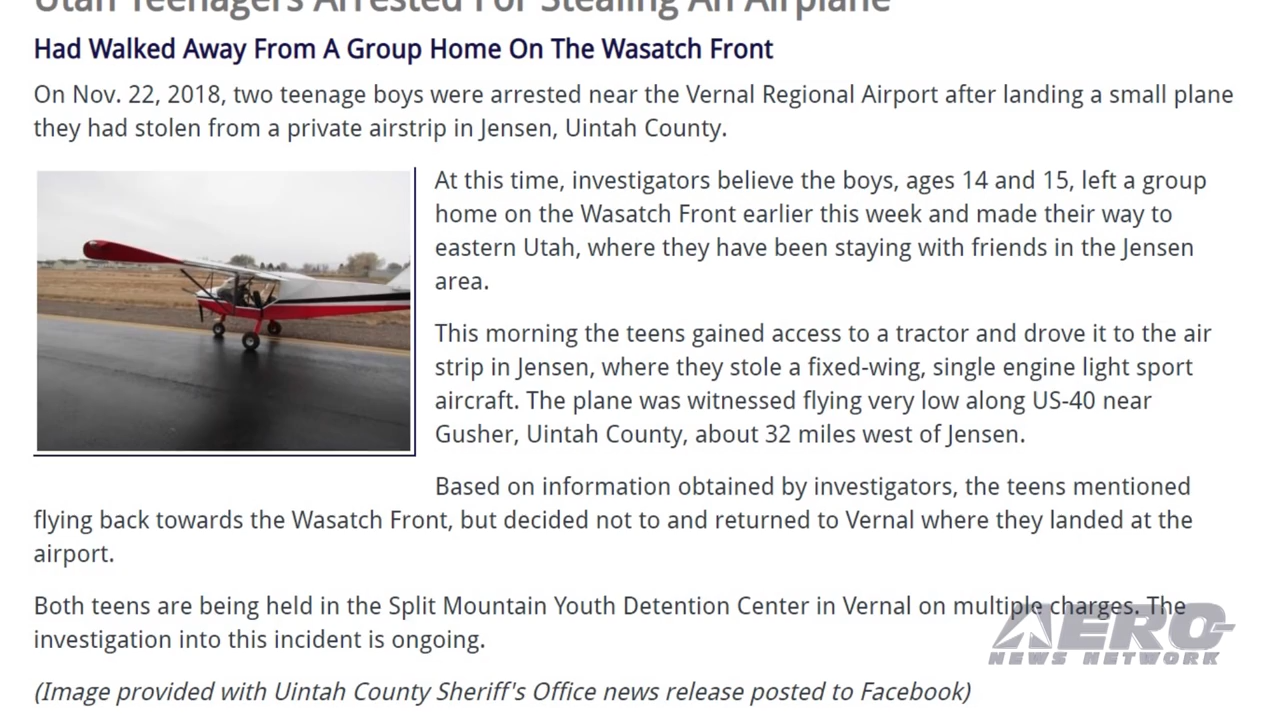 Utah Teenagers Arrested For Stealing An Airplane
Had Walked Away From A Group Home On The Wasatch Front
On Nov. 22, 2018, two teenage boys were arrested near the Vernal Regional Airport after landing a small plane
they had stolen from a private airstrip in Jensen, Uintah County.
At this time, investigators believe the boys, ages 14 and 15, left a group
home on the Wasatch Front earlier this week and made their way to
eastern Utah, where they have been staying with friends in the Jensen
area.
This morning the teens gained access to a tractor and drove it to the air
strip in Jensen, where they stole a fixed-wing, single engine light sport
aircraft. The plane was witnessed flying very low along US-40 near
Gusher, Uintah County, about 32 miles west of Jensen.
Based on information obtained by investigators, the teens mentioned
flying back towards the Wasatch Front, but decided not to and returned to Vernal where they landed at the
airport.
Both teens are being held in the Split Mountain Youth Detention Center in Vernal on multiple charges. The
investigation into this incident is ongoing.
(Image provided with Uintah County Sheriff's Office news release posted to Facebook)
AERO-
NEWS NETWORK